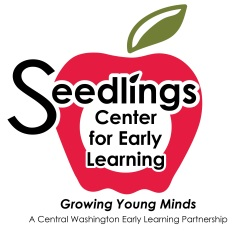 Seedlings
Center
for Early
Learning
Growing Young Minds
A Central Washington Early Learning Partnership